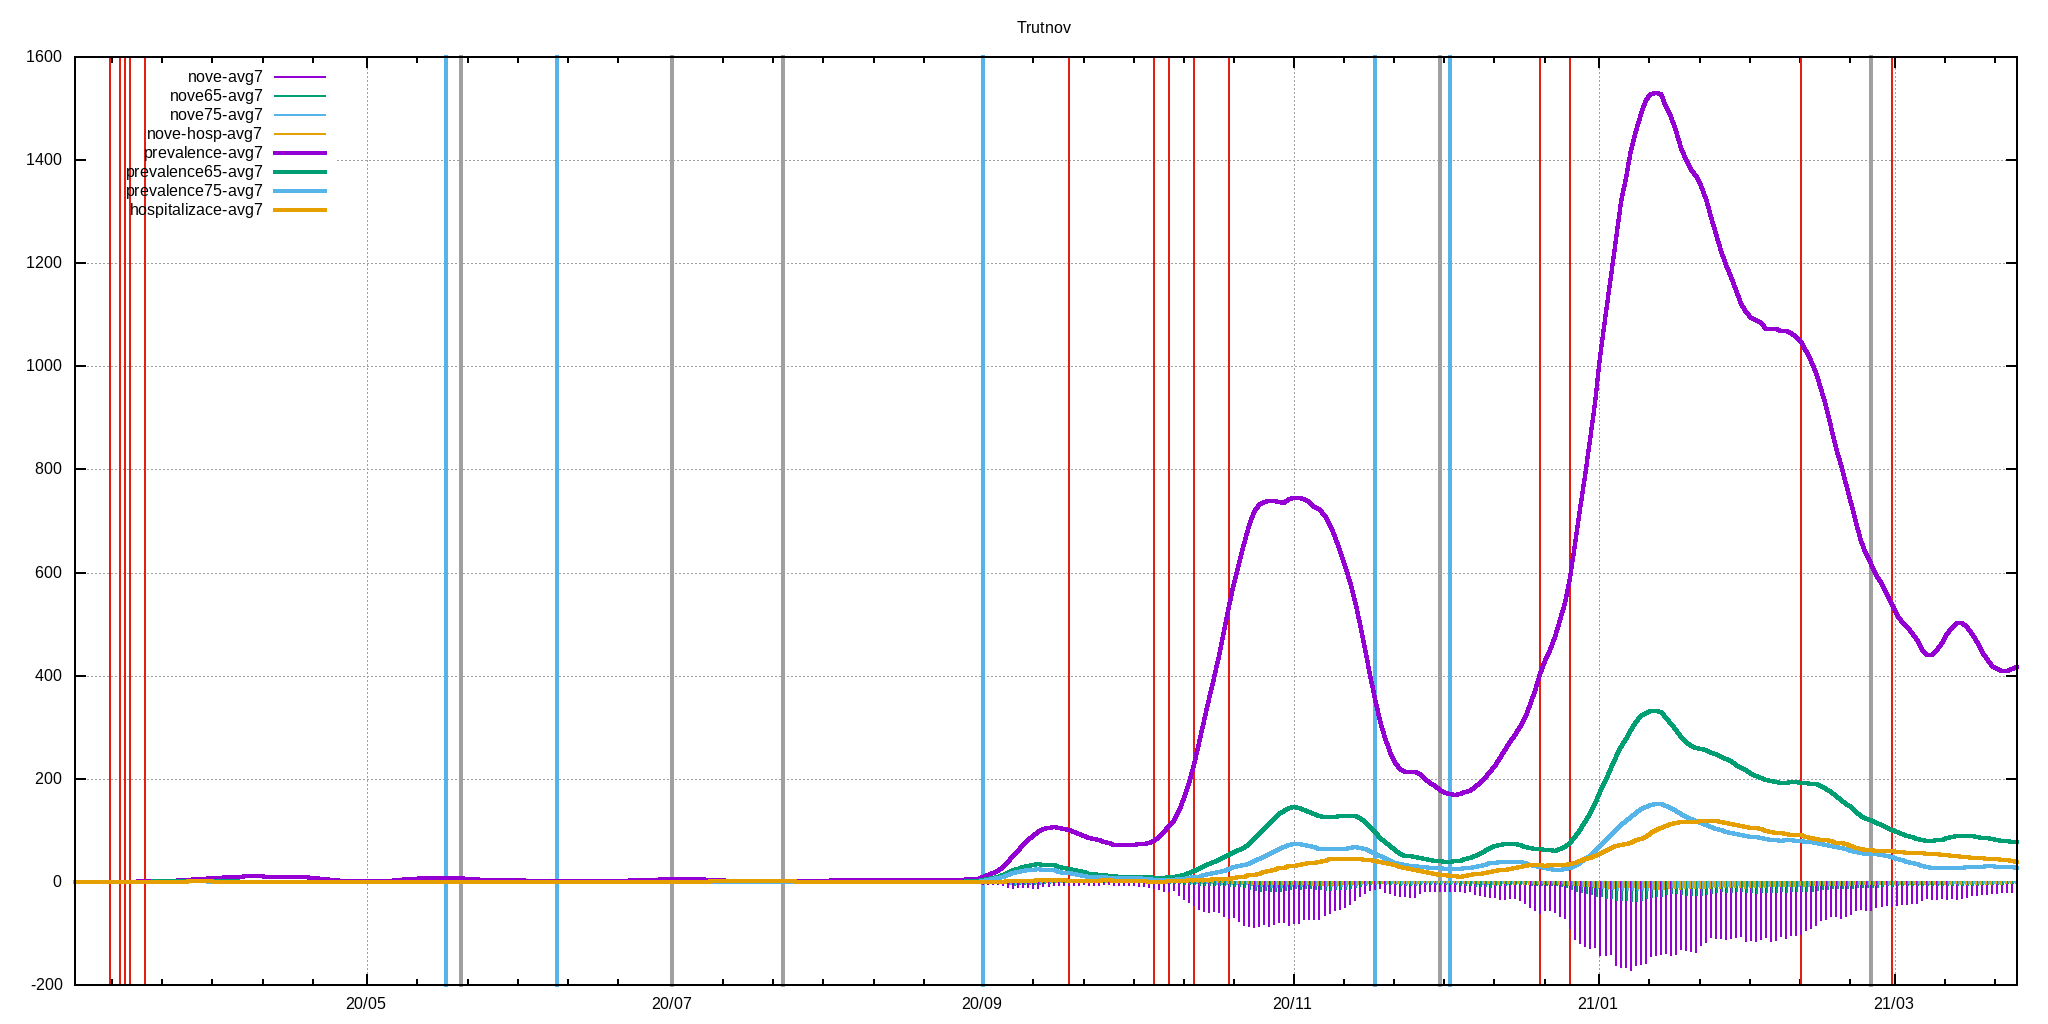 Trutnov
1600
1400
1200
1000
800
600
400
200
0
-200
nove-avg7
nove65-avg7
nove75-avg7
nove-hosp-avg7
prevalence-avg7
prevalence65-avg7
prevalence75-avg7
hospitalizace-avg7
20/05
20/07
20/09
20/11
21/01
21/03